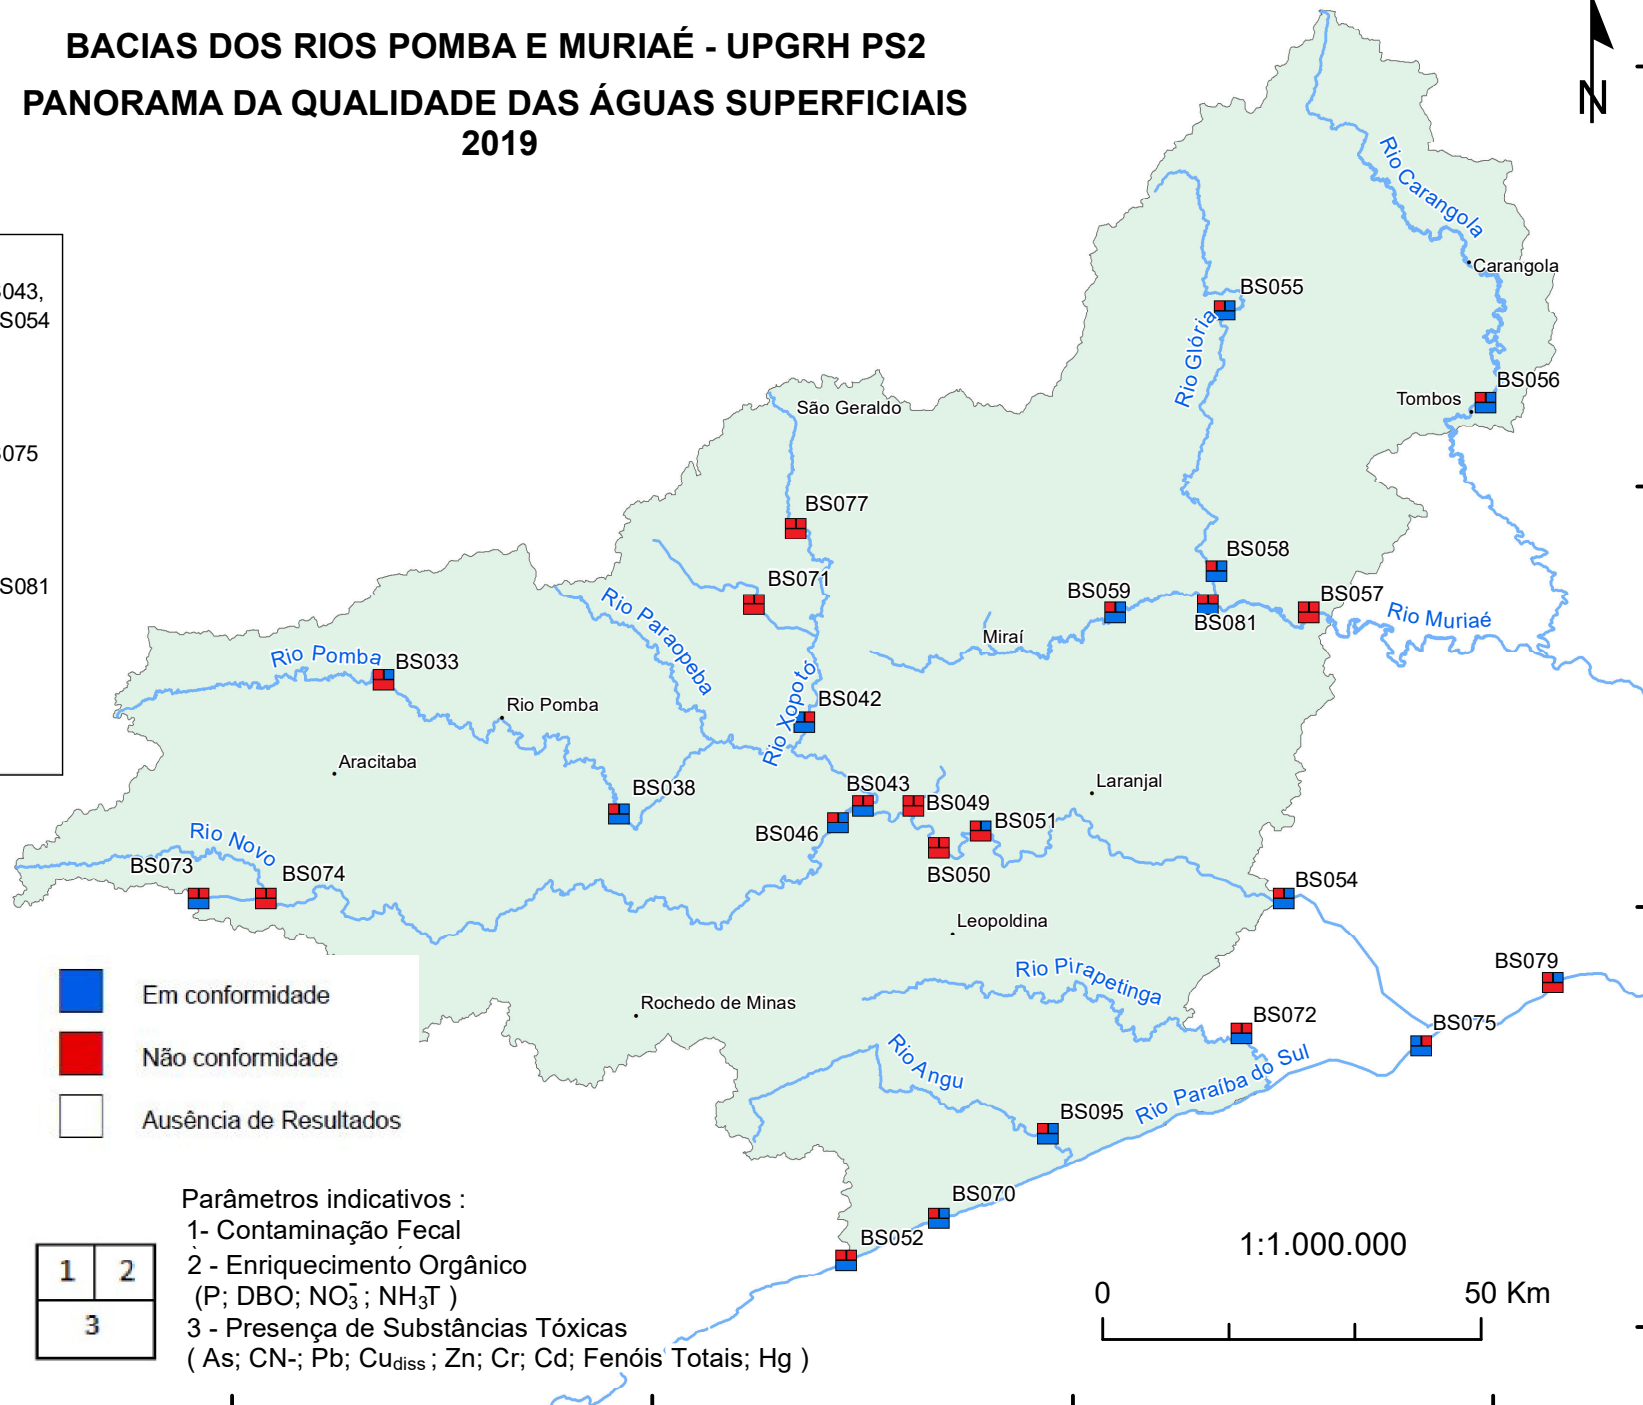 BACIAS DOS RIOS POMBA E MURIAÉ - UPGRH PS2
PANORAMA DA QUALIDADE DAS ÁGUAS SUPERFICIAIS
2019
N
Rio Carangola
Carangola
BS055
Rio Glória
BS056
Tombos
São Geraldo
BS077
BS071
BS058
BS059
BS081
BS057
Rio Muriaé
Miraí
Rio Paraopeba
Rio Pomba
BS033
Rio Pomba
Rio Xopotó
BS042
Aracitaba
BS038
BS043
BS046
BS049
BS051
BS050
Laranjal
Rio Novo
BS073
BS074
BS054
Leopoldina
Rio Pirapetinga
BS079
Rochedo de Minas
BS072
BS075
Rio Angu
Rio Paraíba do Sul
BS095
BS070
BS052
S043,
S054
S075
S081
Em conformidade
Não conformidade
Ausência de Resultados
Parâmetros indicativos :
1- Contaminação Fecal
2 - Enriquecimento Orgânico
(P; DBO; NO₃⁻; NH₃T )
3 - Presença de Substâncias Tóxicas
( As; CN-; Pb; Cudiss ; Zn; Cr; Cd; Fenóis Totais; Hg )
1 2
3
1:1.000.000
0 50 Km